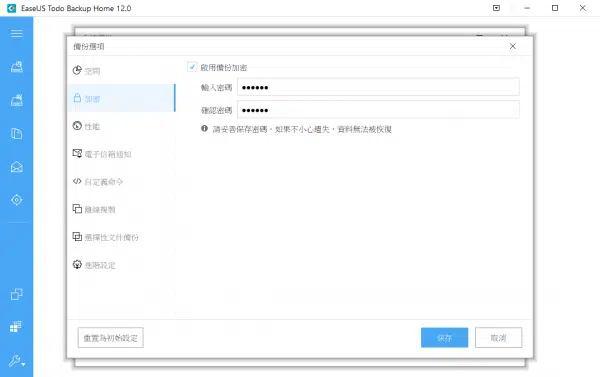 EaseUS Todo Backup Home 12.0
備份選項
空間
啟用備份加密
輸入密碼
加密
確認密碼
性能
請妥善保存密碼，如果不小心遺失，資料無法被恢復
電子信箱通知
自定義命令
離線複製
選擇性文件備份
進階設定
重置為初始設定
保存
取消